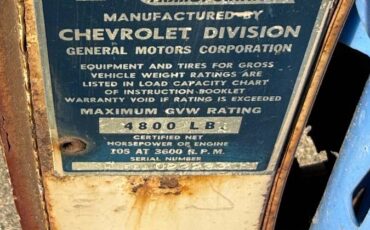 MANUFACTURED BY
CHEVROLET DIVISION
GENERAL MOTORS CORPORATION
EQUIPMENT AND TIRES FOR GROSS
VEHICLE WEIGHT RATINGS ARE
LISTED IN LOAD CAPACITY CHART
OF INSTRUCTION BOOKLET
WARRANTY VOID IF RATING IS EXCEEDED
MAXIMUM GVW RATING
4800 LB.
CERTIFIED NET
HORSEPOWER OF ENGINE
105 AT 3600 R.P.M.
SERIAL NUMBER